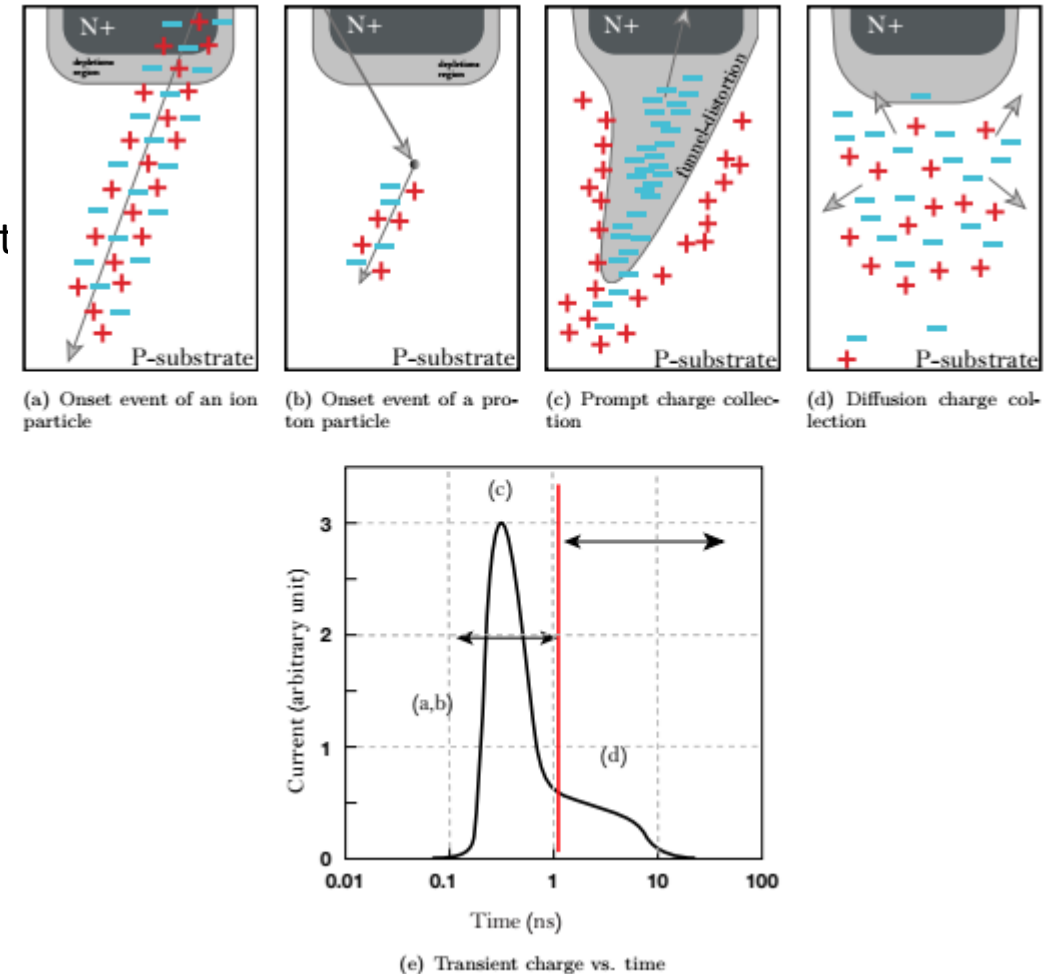 N+
depletions
region
P-substrate
(a) Onset event of an ion
particle
N+
depletions
region
P-substrate
(b) Onset event of a pro-
ton particle
N+
funnel-distortion
P-substrate
(c) Prompt charge collec-
tion
N+
P-substrate
(d) Diffusion charge col-
lection
t
Current (arbitrary unit)
3
2
1
0
(c)
(a,b)
(d)
0.01
0.1
1
10
100
Time (ns)
(e) Transient charge vs. time